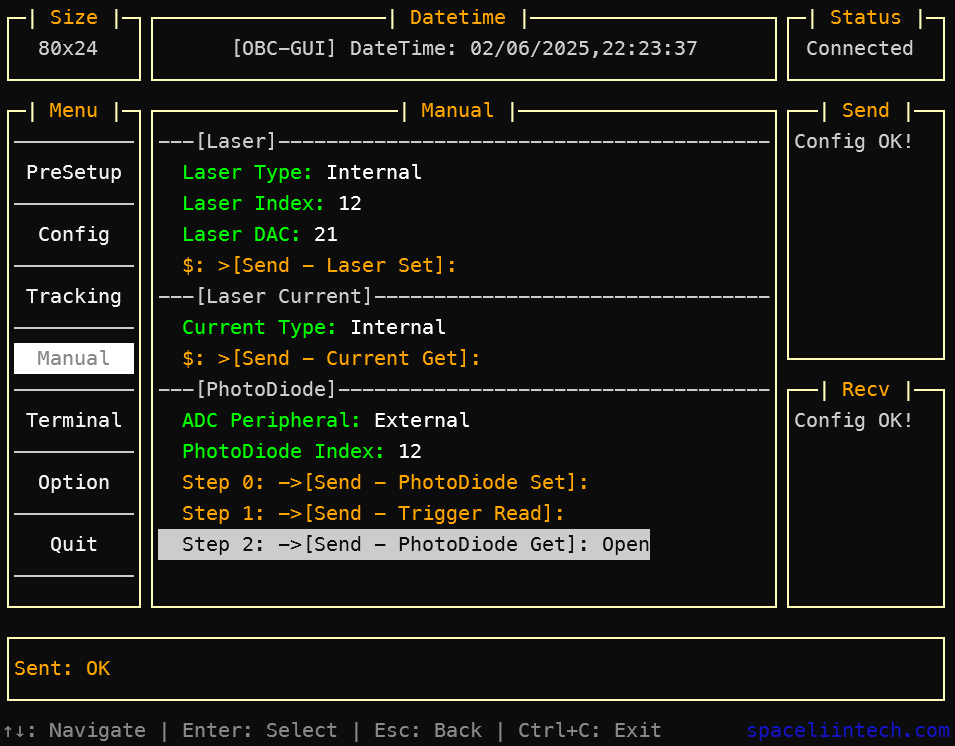 Size
80x24
Datetime
[OBC-GUI] DateTime: 02/06/2025,22:23:37
Status
Connected
Menu
PreSetup
Config
Tracking
Manual
Terminal
Option
Quit
Manual
---[Laser]-----------------------------------------
Laser Type: Internal
Laser Index: 12
Laser DAC: 21
$: >[Send - Laser Set]:
---[Laser Current]---------------------------------
Current Type: Internal
$: >[Send - Current Get]:
---[PhotoDiode]------------------------------------
ADC Peripheral: External
PhotoDiode Index: 12
Step 0: ->[Send - PhotoDiode Set]:
Step 1: ->[Send - Trigger Read]:
Step 2: ->[Send - PhotoDiode Get]: Open
Send
Config OK!
Recv
Config OK!
Sent: OK
↑↓: Navigate | Enter: Select | Esc: Back | Ctrl+C: Exit
spaceliintech.com